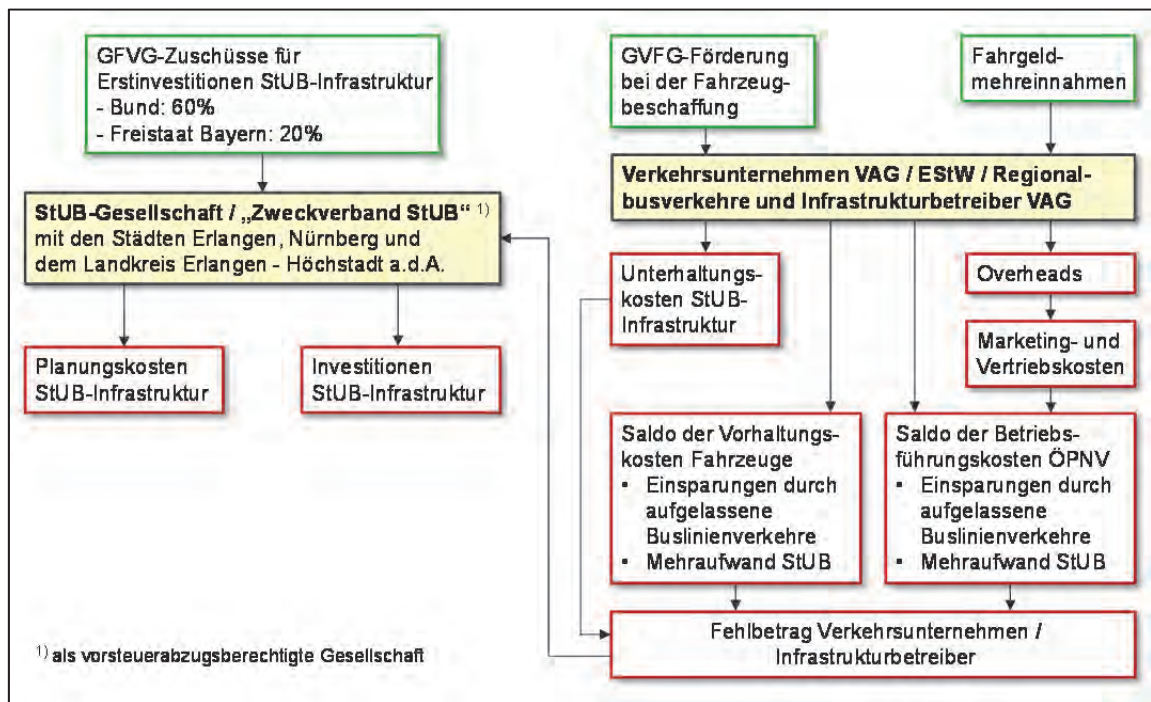 GFVG-Zuschüsse für
Erstinvestitionen StUB-Infrastruktur
- Bund: 60%
- Freistaat Bayern: 20%
GVFG-Förderung
bei der Fahrzeug-
beschaffung
Fahrgeld-
mehreinnahmen
StUB-Gesellschaft / „Zweckverband StUB“ 1)
mit den Städten Erlangen, Nürnberg und
dem Landkreis Erlangen - Höchstadt a.d.A.
Verkehrsunternehmen VAG / EStW / Regional-
busverkehre und Infrastrukturbetreiber VAG
Planungskosten
StUB-Infrastruktur
Investitionen
StUB-Infrastruktur
Unterhaltungs-
kosten StUB-
Infrastruktur
Overheads
Marketing- und
Vertriebskosten
Saldo der Vorhaltungs-
kosten Fahrzeuge
▪ Einsparungen durch
aufgelassene
Buslinienverkehre
▪ Mehraufwand StUB
Saldo der Betriebs-
führungskosten ÖPNV
▪ Einsparungen durch
aufgelassene
Buslinienverkehre
▪ Mehraufwand StUB
Fehlbetrag Verkehrsunternehmen /
Infrastrukturbetreiber
1) als vorsteuerabzugsberechtigte Gesellschaft